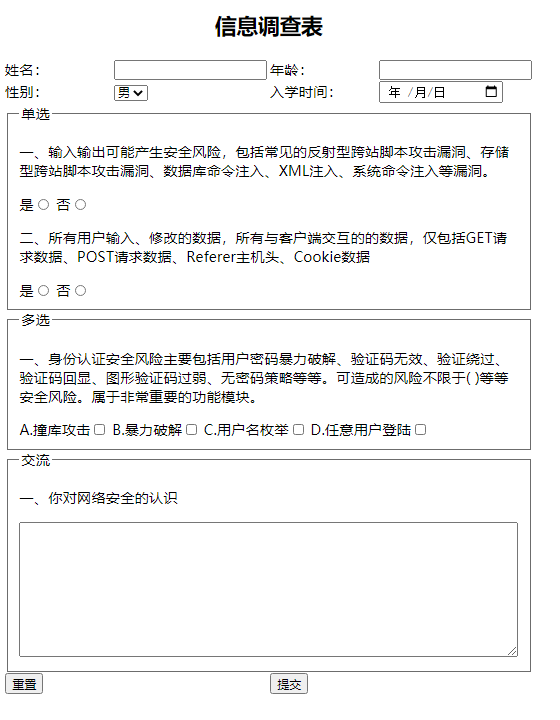 信息调查表
姓名： 年龄：
性别： 男 入学时间： 年 /月/日
单选
一、输入输出可能产生安全风险，包括常见的反射型跨站脚本攻击漏洞、存储
型跨站脚本攻击漏洞、数据库命令注入、XML注入、系统命令注入等漏洞。
是 否
二、所有用户输入、修改的数据，所有与客户端交互的的数据，仅包括GET请
求数据、POST请求数据、Referer主机头、Cookie数据
是 否
多选
一、身份认证安全风险主要包括用户密码暴力破解、验证码无效、验证绕过、
验证码回显、图形验证码过弱、无密码策略等等。可造成的风险不限于( )等等
安全风险。属于非常重要的功能模块。
A.撞库攻击 B.暴力破解 C.用户名枚举 D.任意用户登陆
交流
一、你对网络安全的认识
重置 提交